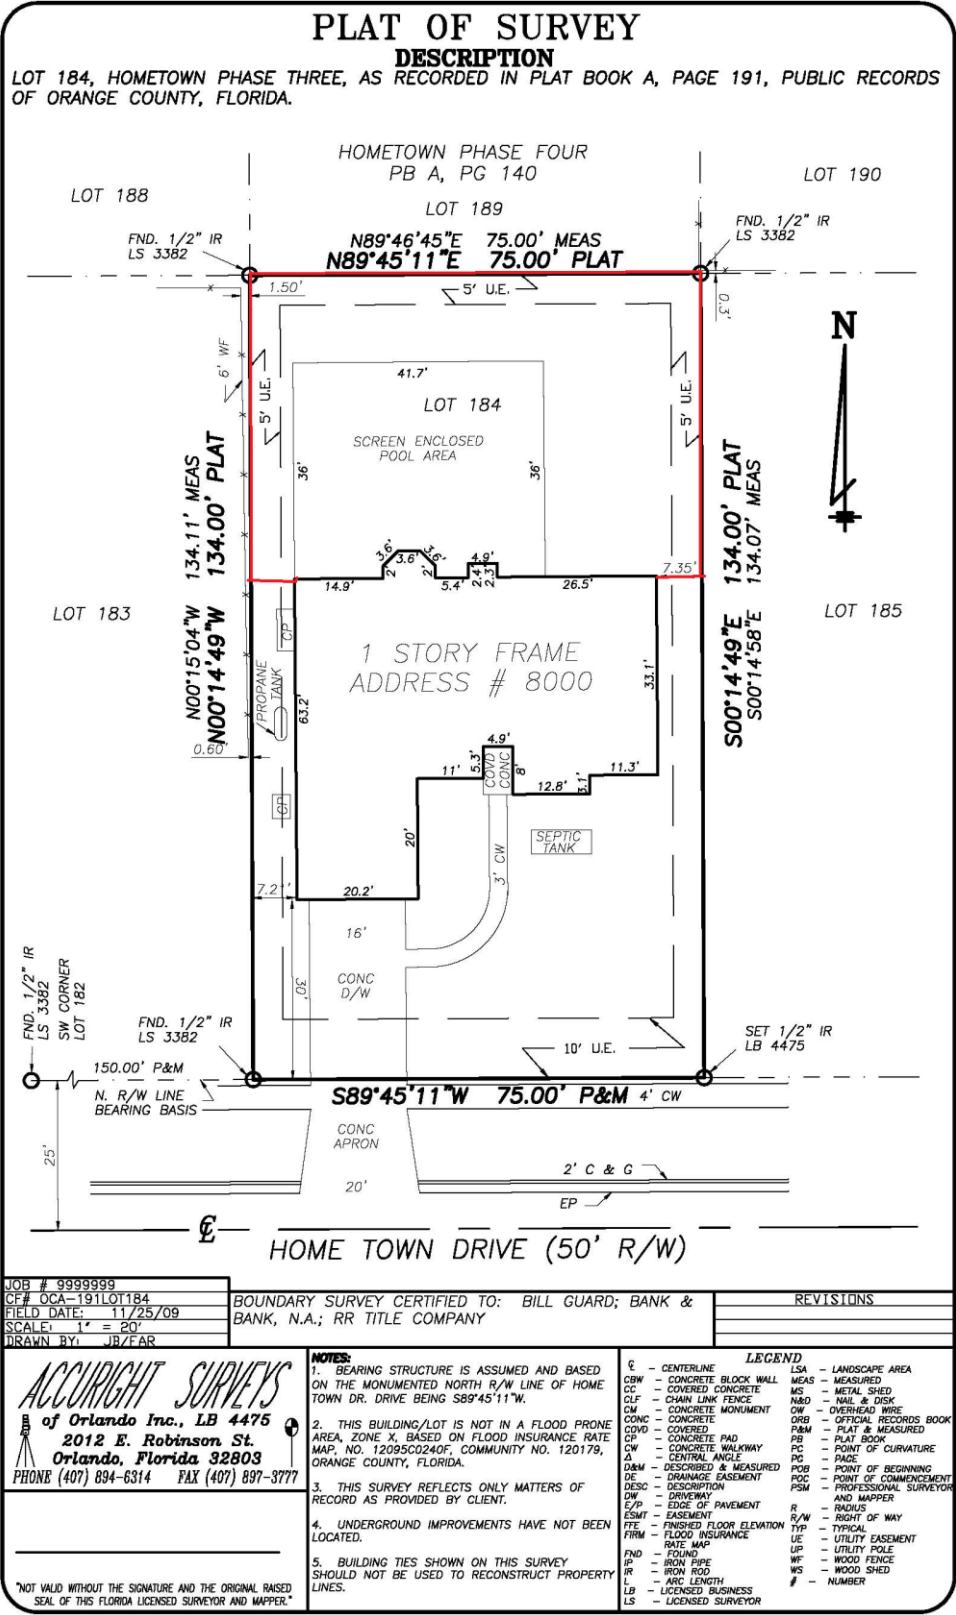 PLAT OF SURVEY
DESCRIPTION
LOT 184, HOMETOWN PHASE THREE, AS RECORDED IN PLAT BOOK A, PAGE 191, PUBLIC RECORDS
OF ORANGE COUNTY, FLORIDA.
HOMETOWN PHASE FOUR
PB A, PG 140
LOT 188
LOT 189
LOT 190
FND. 1/2" IR
LS 3382
N89°46'45"E 75.00' MEAS
N89°45'11"E 75.00' PLAT
FND. 1/2" IR
LS 3382
1.50'
5' U.E.
0.3'
N
6' WF
5' U.E.
41.7'
LOT 184
SCREEN ENCLOSED
POOL AREA
36'
36'
5' U.E.
N00°15'04"W 134.11' MEAS
N00°14'49"W 134.00' PLAT
S00°14'49"E 134.00' PLAT
S00°14'58"E 134.07' MEAS
3.6'
3.6'
3.6'
2'
2'
4.9'
2.4'
2.3'
7.35'
14.9'
5.4'
26.5'
LOT 183
LOT 185
CP
1 STORY FRAME
ADDRESS # 8000
PROPANE
TANK
63.2'
33.1'
0.60'
4.9'
5.3'
COVD
CONC
8'
11'
12.8'
3.1'
11.3'
CP
20'
3' CW
SEPTIC
TANK
7.2'
20.2'
16'
30'
CONC
D/W
FND. 1/2" IR
LS 3382
SW CORNER
LOT 182
FND. 1/2" IR
LS 3382
SET 1/2" IR
LB 4475
10' U.E.
150.00' P&M
N. R/W LINE
BEARING BASIS
S89°45'11"W 75.00' P&M 4' CW
25'
CONC
APRON
20'
2' C & G
EP
HOME TOWN DRIVE (50' R/W)
JOB # 9999999
CF# OCA-191LOT184
FIELD DATE: 11/25/09
SCALE: 1" = 20'
DRAWN BY: JB/FAR
BOUNDARY SURVEY CERTIFIED TO: BILL GUARD; BANK &
BANK, N.A.; RR TITLE COMPANY
REVISIONS
ACCURIGHT SURVEYS
of Orlando Inc., LB 4475
2012 E. Robinson St.
Orlando, Florida 32803
PHONE (407) 894-6314 FAX (407) 897-3777
"NOT VALID WITHOUT THE SIGNATURE AND THE ORIGINAL RAISED
SEAL OF THIS FLORIDA LICENSED SURVEYOR AND MAPPER."
NOTES:
1. BEARING STRUCTURE IS ASSUMED AND BASED
ON THE MONUMENTED NORTH R/W LINE OF HOME
TOWN DR. BEING S89°45'11"W.
2. THIS BUILDING/LOT IS NOT IN A FLOOD PRONE
AREA, ZONE X, BASED ON FLOOD INSURANCE RATE
MAP, NO. 12095C0240F, COMMUNITY NO. 120179,
ORANGE COUNTY, FLORIDA.
3. THIS SURVEY REFLECTS ONLY MATTERS OF
RECORD AS PROVIDED BY CLIENT.
4. UNDERGROUND IMPROVEMENTS HAVE NOT BEEN
LOCATED.
5. BUILDING TIES SHOWN ON THIS SURVEY
SHOULD NOT BE USED TO RECONSTRUCT PROPERTY
LINES.
LEGEND
℄ - CENTERLINE
CBW - CONCRETE BLOCK WALL
CC - COVERED CONCRETE
CLF - CHAIN LINK FENCE
CM - CONCRETE MONUMENT
CONC - CONCRETE
COVD - COVERED
CP - CONCRETE PAD
CW - CONCRETE WALKWAY
Δ - CENTRAL ANGLE
D&M - DESCRIBED & MEASURED
DE - DRAINAGE EASEMENT
DESC - DESCRIPTION
DW - DRIVEWAY
E/P - EDGE OF PAVEMENT
ESMT - EASEMENT
FFE - FINISHED FLOOR ELEVATION
FIRM - FLOOD INSURANCE
RATE MAP
FND - FOUND
IP - IRON PIPE
IR - IRON ROD
L - ARC LENGTH
LB - LICENSED BUSINESS
LS - LICENSED SURVEYOR
LSA - LANDSCAPE AREA
MEAS - MEASURED
MS - METAL SHED
N&D - NAIL & DISK
OW - OVERHEAD WIRE
ORB - OFFICIAL RECORDS BOOK
P&M - PLAT & MEASURED
PB - PLAT BOOK
PC - POINT OF CURVATURE
PG - PAGE
POB - POINT OF BEGINNING
POC - POINT OF COMMENCEMENT
PSM - PROFESSIONAL SURVEYOR
AND MAPPER
R - RADIUS
R/W - RIGHT OF WAY
TYP - TYPICAL
UE - UTILITY EASEMENT
UP - UTILITY POLE
WF - WOOD FENCE
WS - WOOD SHED
# - NUMBER